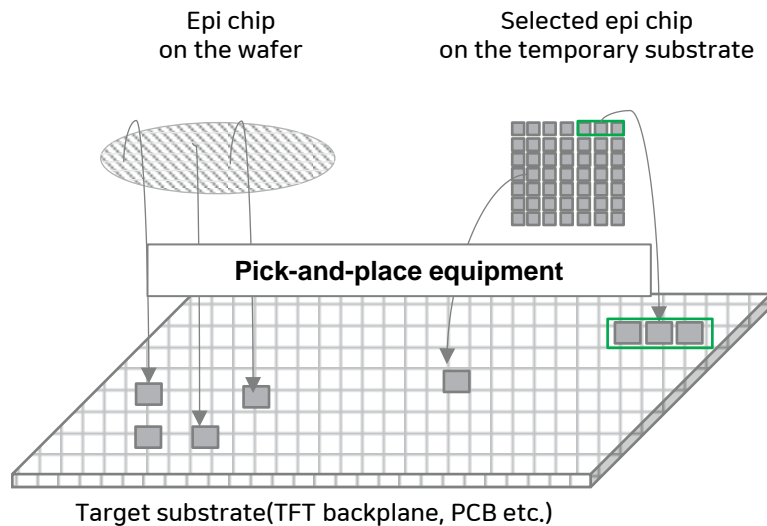 Epi chip
on the wafer
Selected epi chip
on the temporary substrate
Pick-and-place equipment
Target substrate(TFT backplane, PCB etc.)